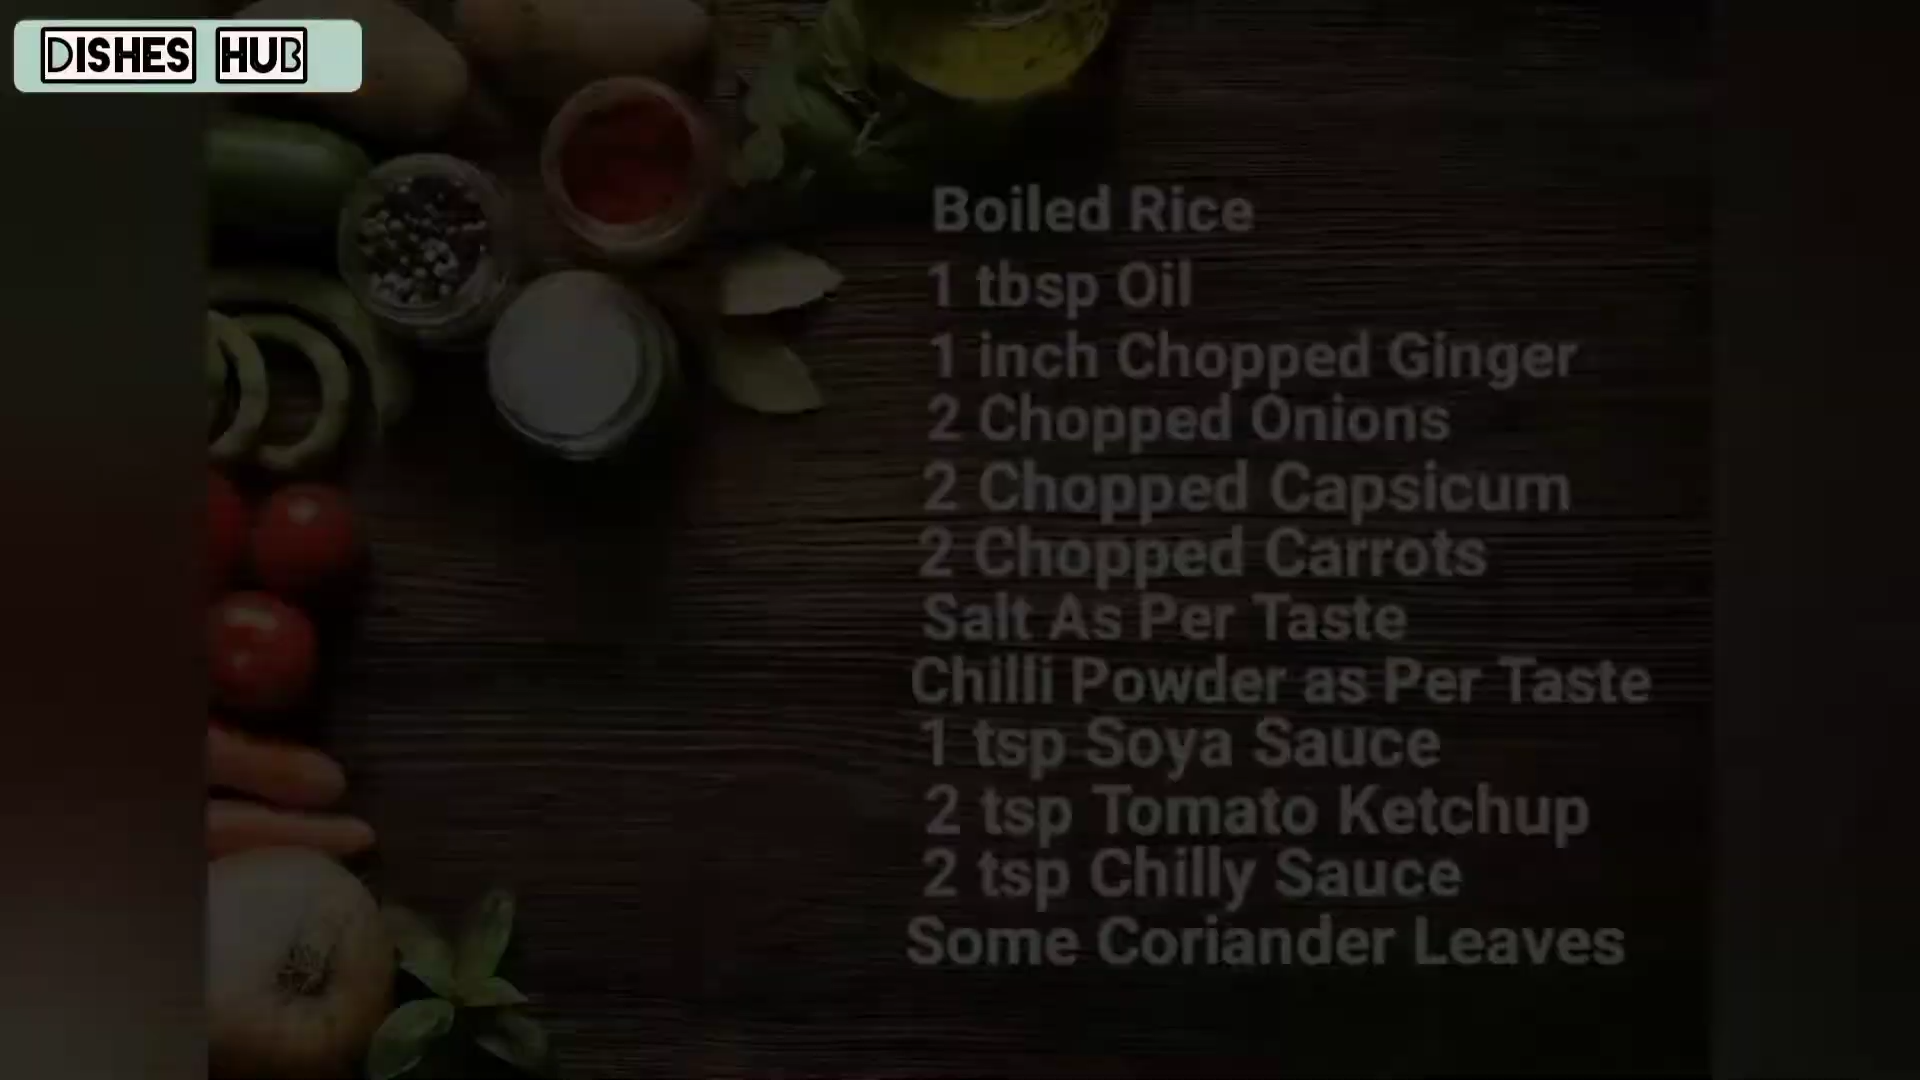 DISHES HUB
Boiled Rice
1 tbsp Oil
1 inch Chopped Ginger
2 Chopped Onions
2 Chopped Capsicum
2 Chopped Carrots
Salt As Per Taste
Chilli Powder as Per Taste
1 tsp Soya Sauce
2 tsp Tomato Ketchup
2 tsp Chilly Sauce
Some Coriander Leaves